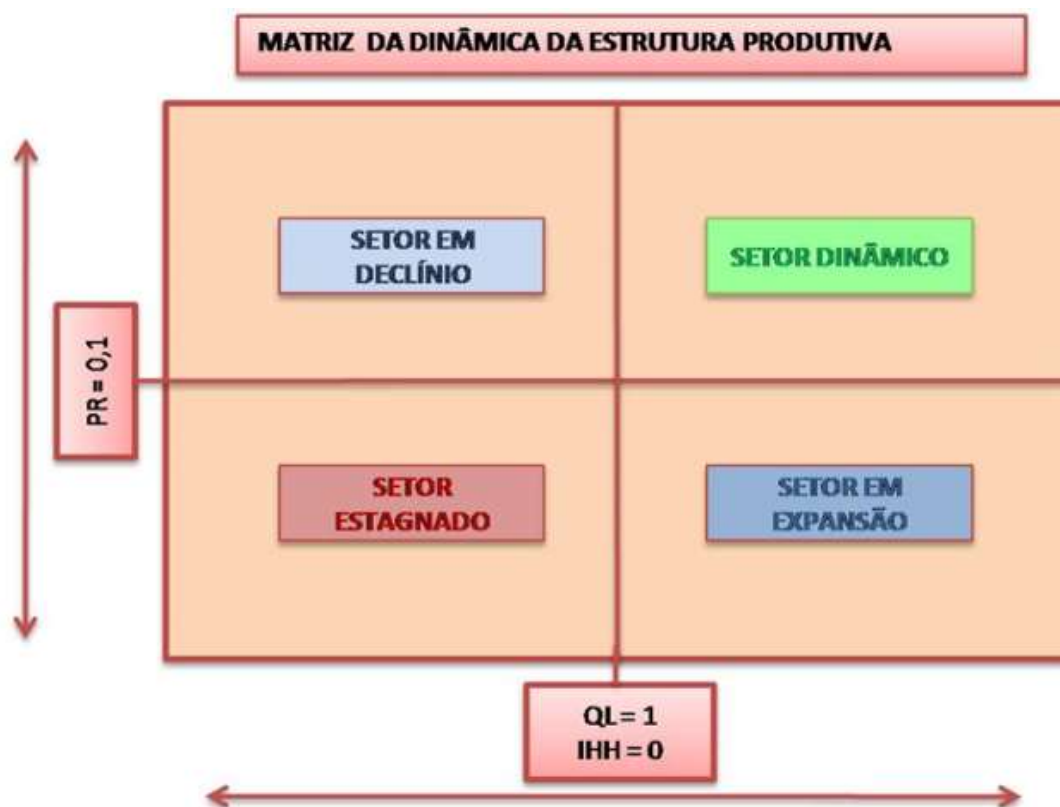 MATRIZ DA DINÂMICA DA ESTRUTURA PRODUTIVA
SETOR EM
DECLÍNIO
SETOR DINÂMICO
PR = 0,1
SETOR
ESTAGNADO
SETOR EM
EXPANSÃO
QL = 1
IHH = 0